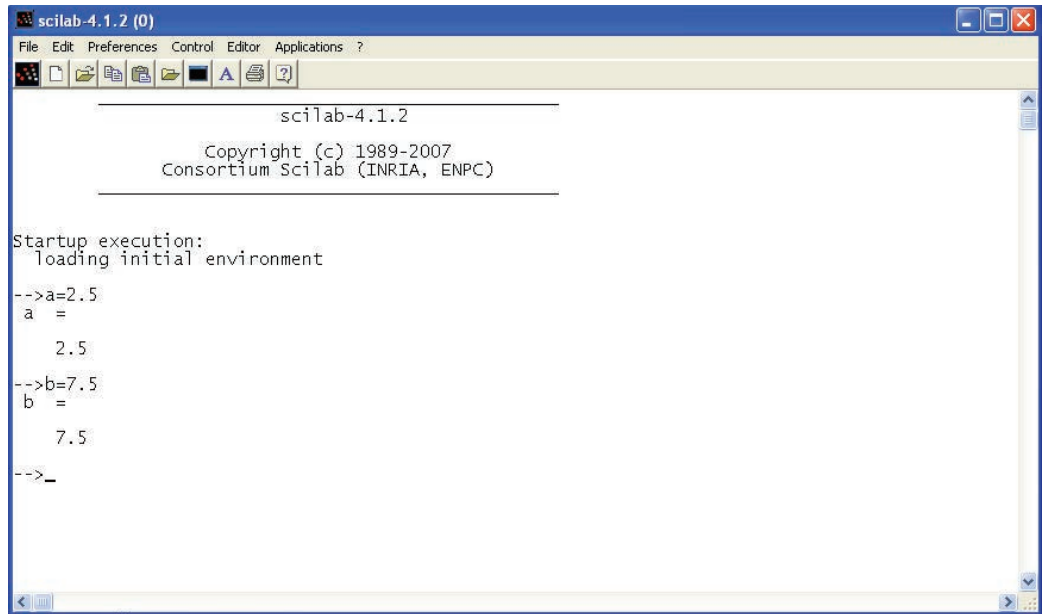 scilab-4.1.2 (0)
File Edit Preferences Control Editor Applications ?
A ?
scilab-4.1.2
Copyright (c) 1989-2007
Consortium Scilab (INRIA, ENPC)
Startup execution:
loading initial environment
-->a=2.5
a =
2.5
-->b=7.5
b =
7.5
-->_